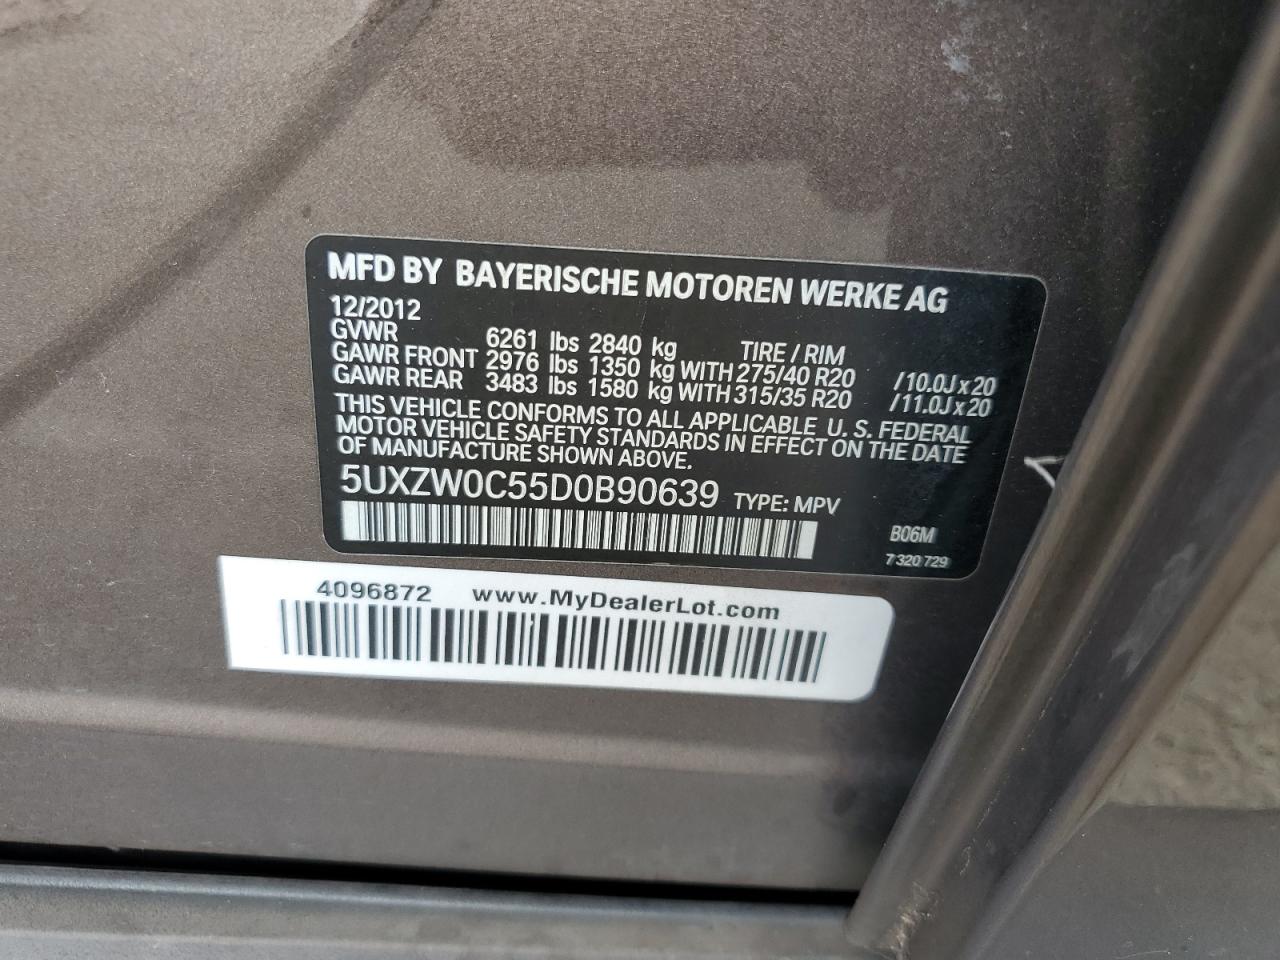 MFD BY BAYERISCHE MOTOREN WERKE AG
12/2012
GVWR 6261 lbs 2840 kg TIRE / RIM
GAWR FRONT 2976 lbs 1350 kg WITH 275/40 R20 /10.0J x 20
GAWR REAR 3483 lbs 1580 kg WITH 315/35 R20 /11.0J x 20
THIS VEHICLE CONFORMS TO ALL APPLICABLE U. S. FEDERAL
MOTOR VEHICLE SAFETY STANDARDS IN EFFECT ON THE DATE
OF MANUFACTURE SHOWN ABOVE.
5UXZW0C55D0B90639 TYPE: MPV
B06M
7 320 729
4096872 www.MyDealerLot.com